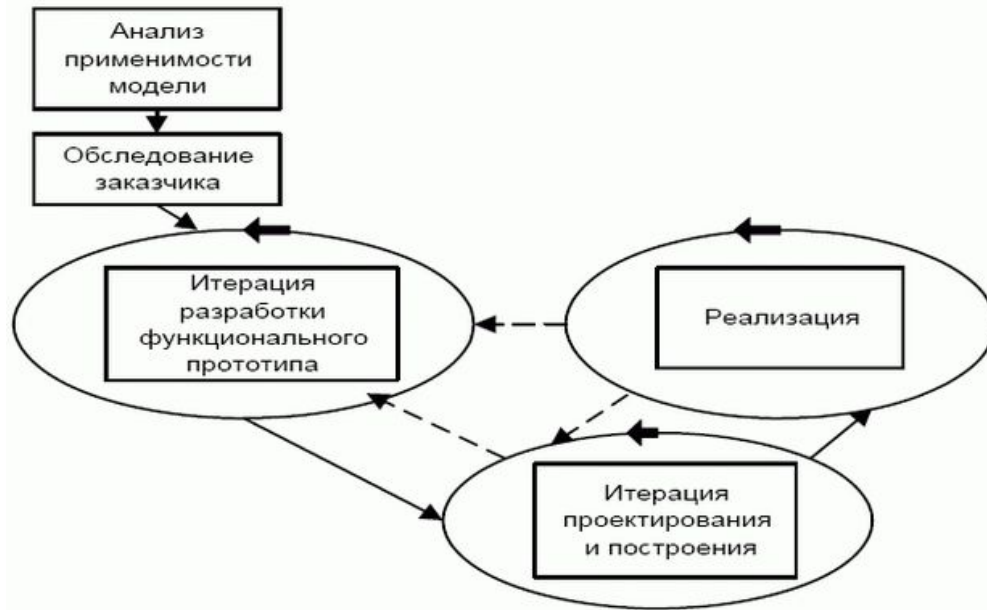 Анализ
применимости
модели
Обследование
заказчика
Итерация
разработки
функционального
прототипа
Реализация
Итерация
проектирования
и построения